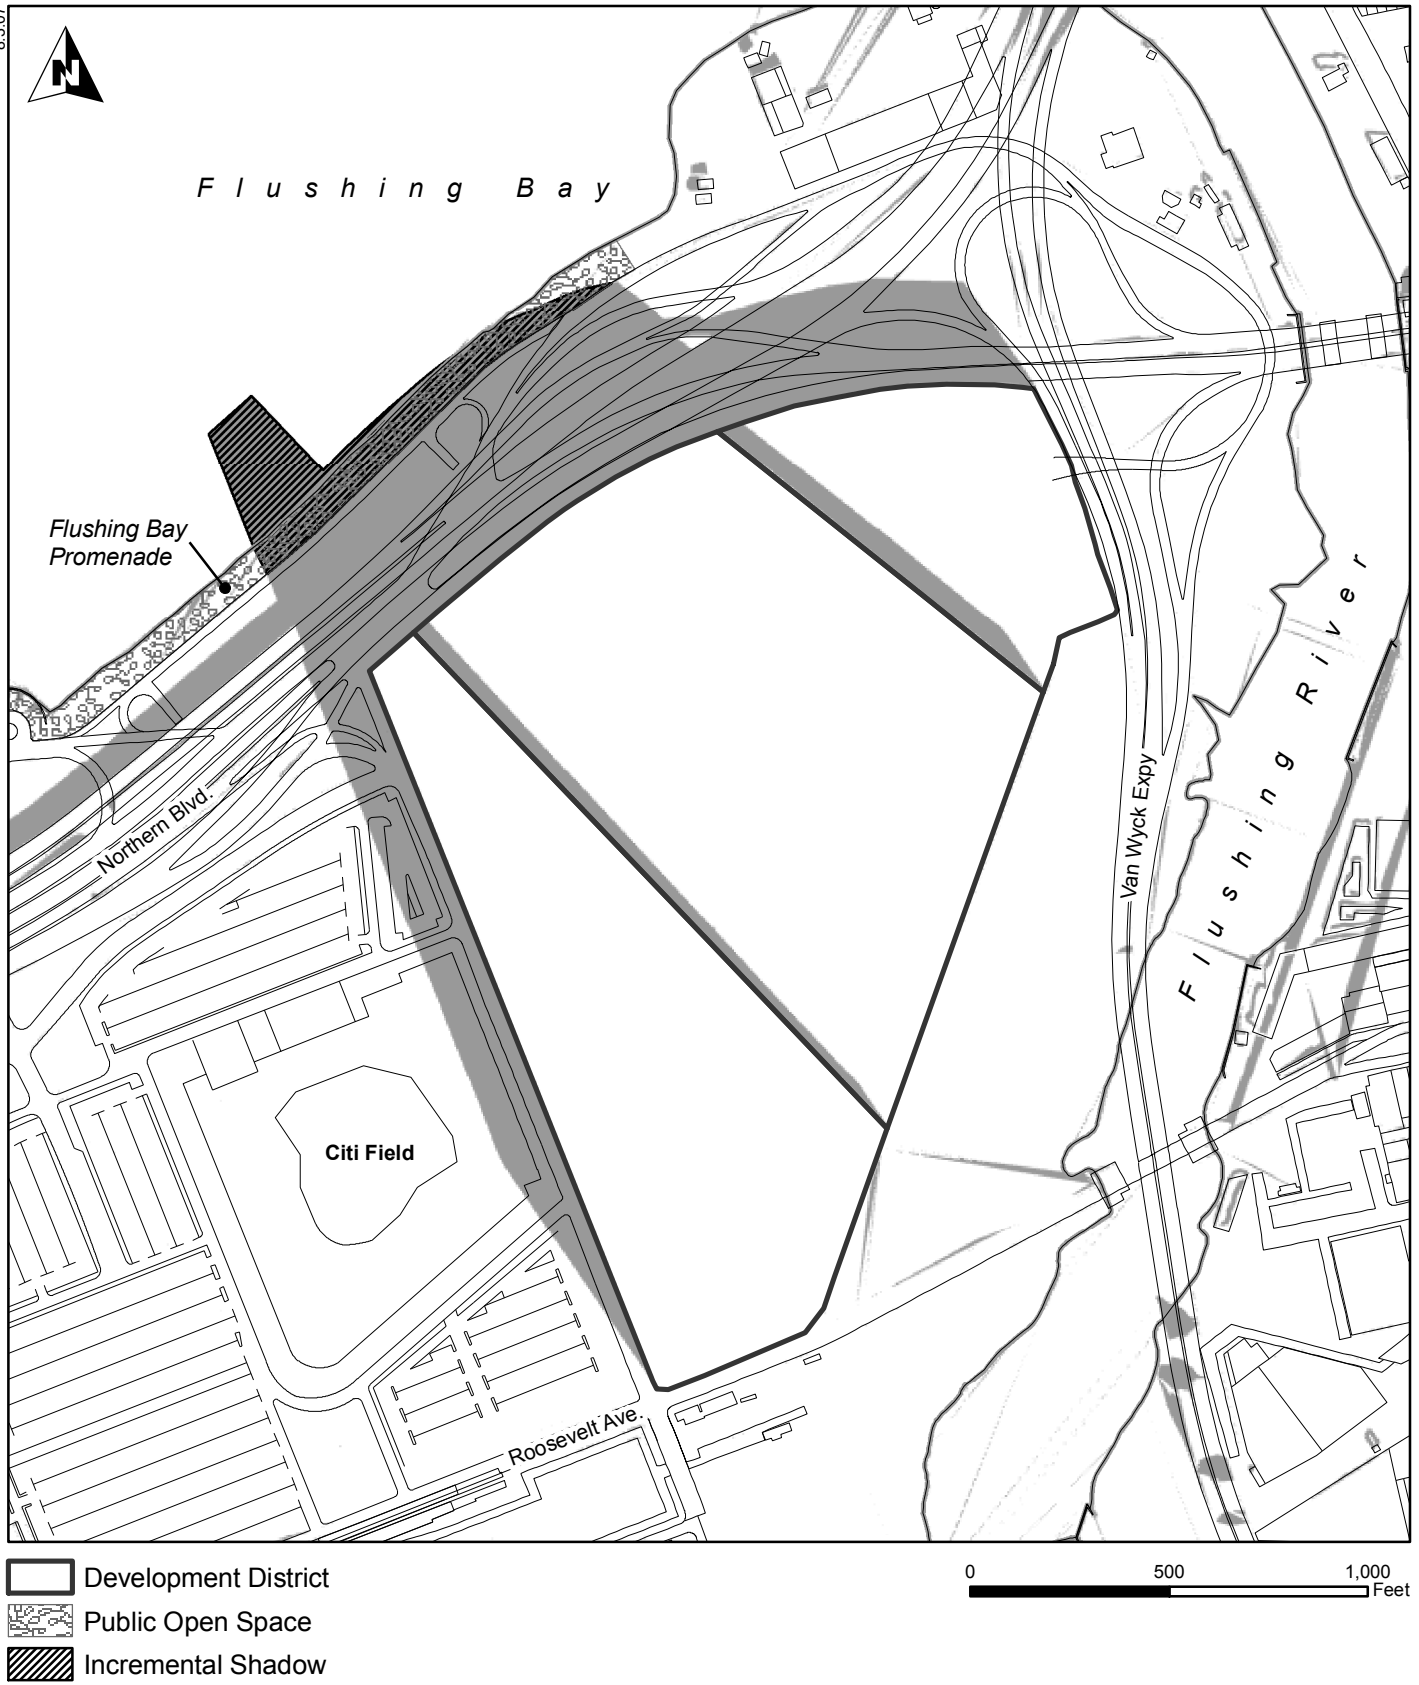 N
Flushing Bay
Flushing Bay
Promenade
Northern Blvd.
Van Wyck Expy
Flushing River
Citi Field
Roosevelt Ave.
Development District
Public Open Space
Incremental Shadow
0 500 1,000
Feet